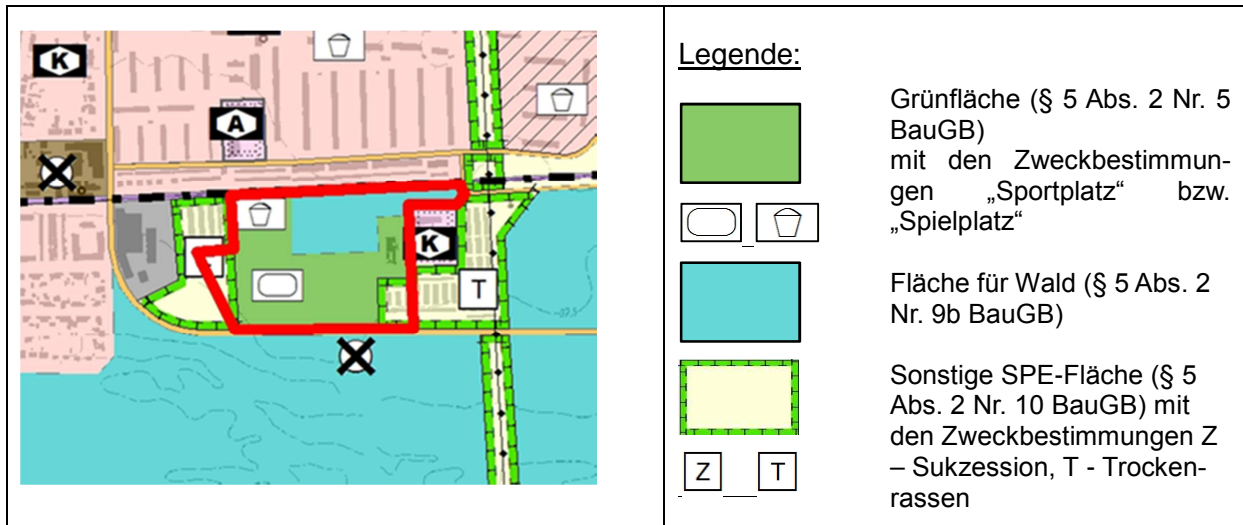 K
A
K
T
Legende:
Grünfläche (§ 5 Abs. 2 Nr. 5
BauGB)
mit den Zweckbestimmun-
gen „Sportplatz“ bzw.
„Spielplatz“
Fläche für Wald (§ 5 Abs. 2
Nr. 9b BauGB)
Sonstige SPE-Fläche (§ 5
Abs. 2 Nr. 10 BauGB) mit
den Zweckbestimmungen Z
– Sukzession, T - Trocken-
rassen
Z T